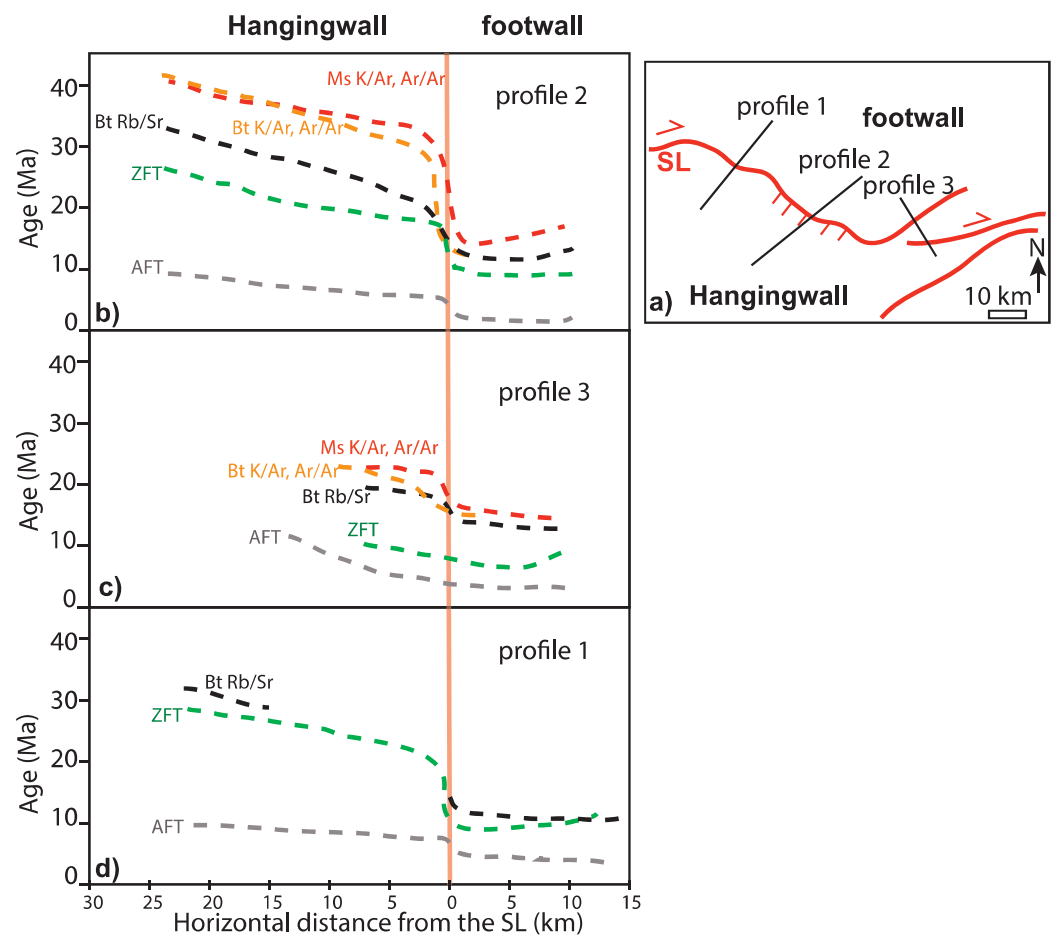 Hangingwall footwall
40
30
20
10
0
Age (Ma)
Ms K/Ar, Ar/Ar
profile 2
Bt Rb/Sr
Bt K/Ar, Ar/Ar
ZFT
AFT
b)
profile 1
footwall
SL
profile 2
profile 3
Hangingwall
N
a)
10 km
40
30
20
10
0
Age (Ma)
profile 3
Ms K/Ar, Ar/Ar
Bt K/Ar, Ar/Ar
Bt Rb/Sr
AFT
ZFT
c)
40
30
20
10
0
Age (Ma)
profile 1
Bt Rb/Sr
ZFT
AFT
d)
30 25 20 15 10 5 0 5 10 15
Horizontal distance from the SL (km)